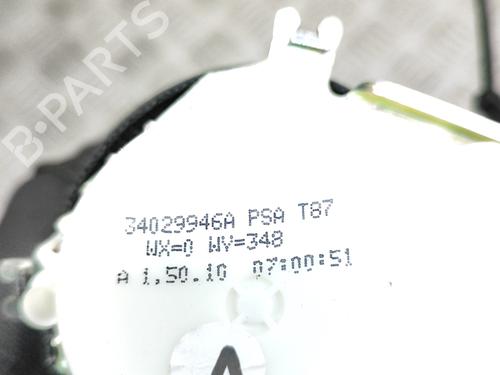 B-PARTS
34029946A PSA T87
WX=0 WV=348
A 1,50.10 07:00:51
A